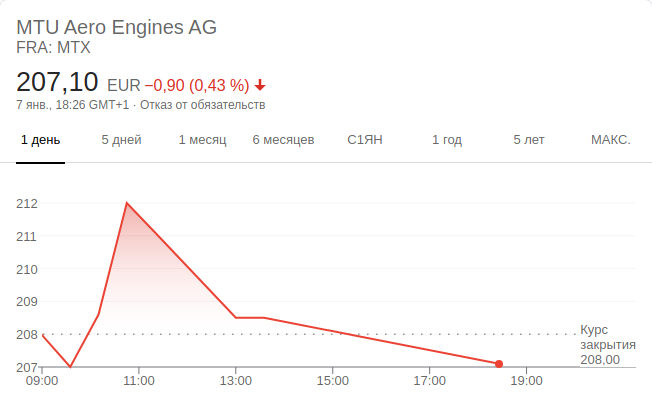 MTU Aero Engines AG
FRA: MTX
207,10 EUR −0,90 (0,43 %)
7 янв., 18:26 GMT+1 · Отказ от обязательств
1 день 5 дней 1 месяц 6 месяцев С1ЯН 1 год 5 лет МАКС.
212
211
210
209
208
207
Курс
закрытия
208,00
09:00 11:00 13:00 15:00 17:00 19:00